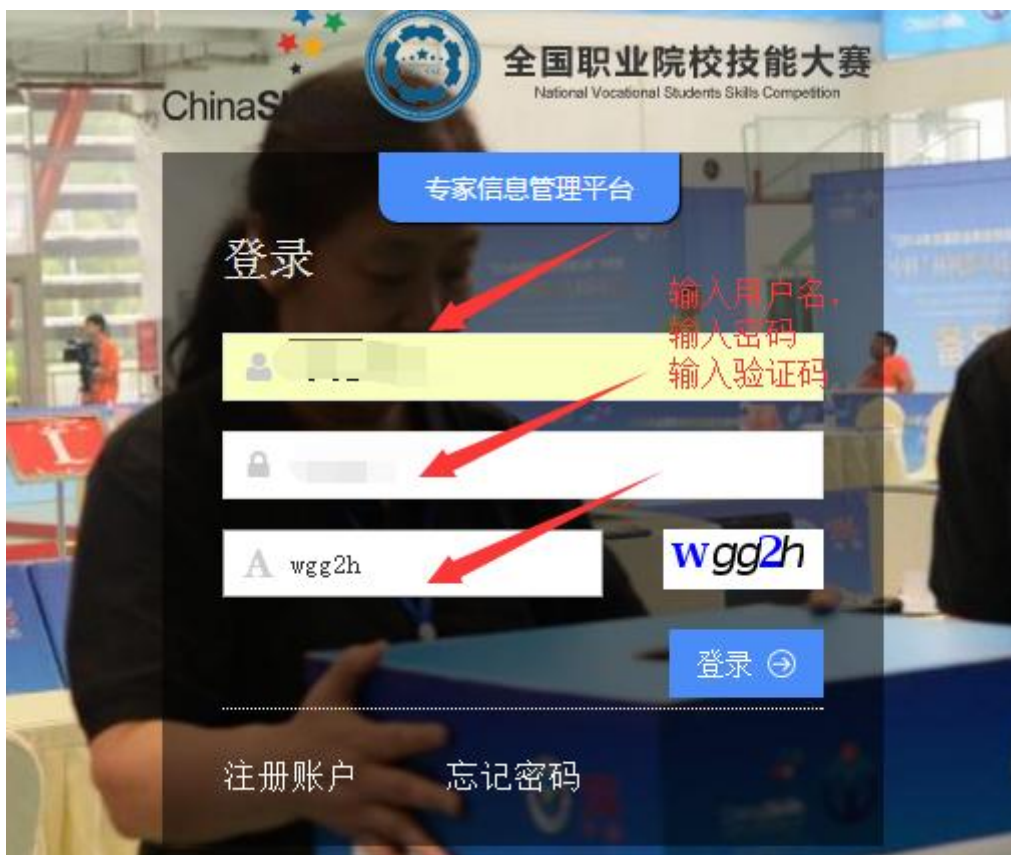 全国职业院校技能大赛
National Vocational Students Skills Competition
China
专家信息管理平台
登录
输入用户名,
输入密码
输入验证码
wgg2h
wgg2h
登录
注册账户 忘记密码